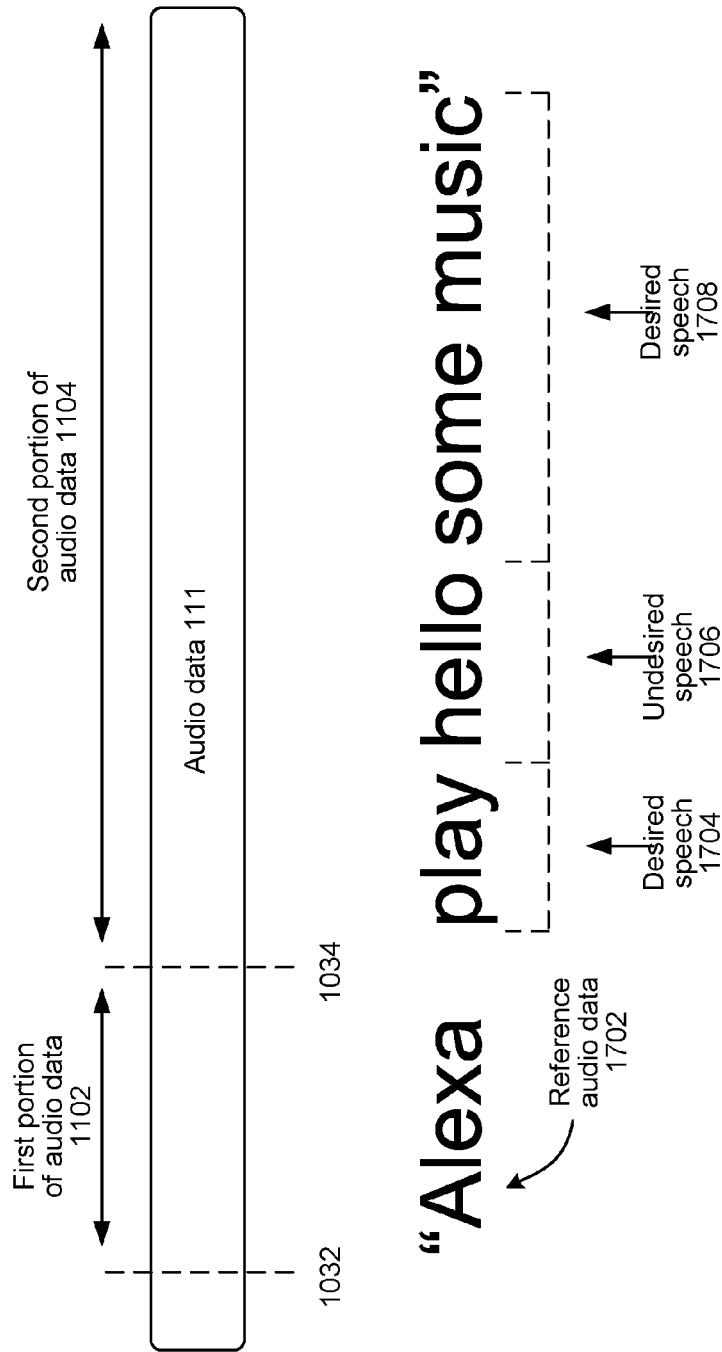 First portion
of audio data
1102
Second portion of
audio data 1104
Audio data 111
1032
1034
“Alexa play hello some music”
Reference
audio data
1702
Desired
speech
1704
Undesired
speech
1706
Desired
speech
1708